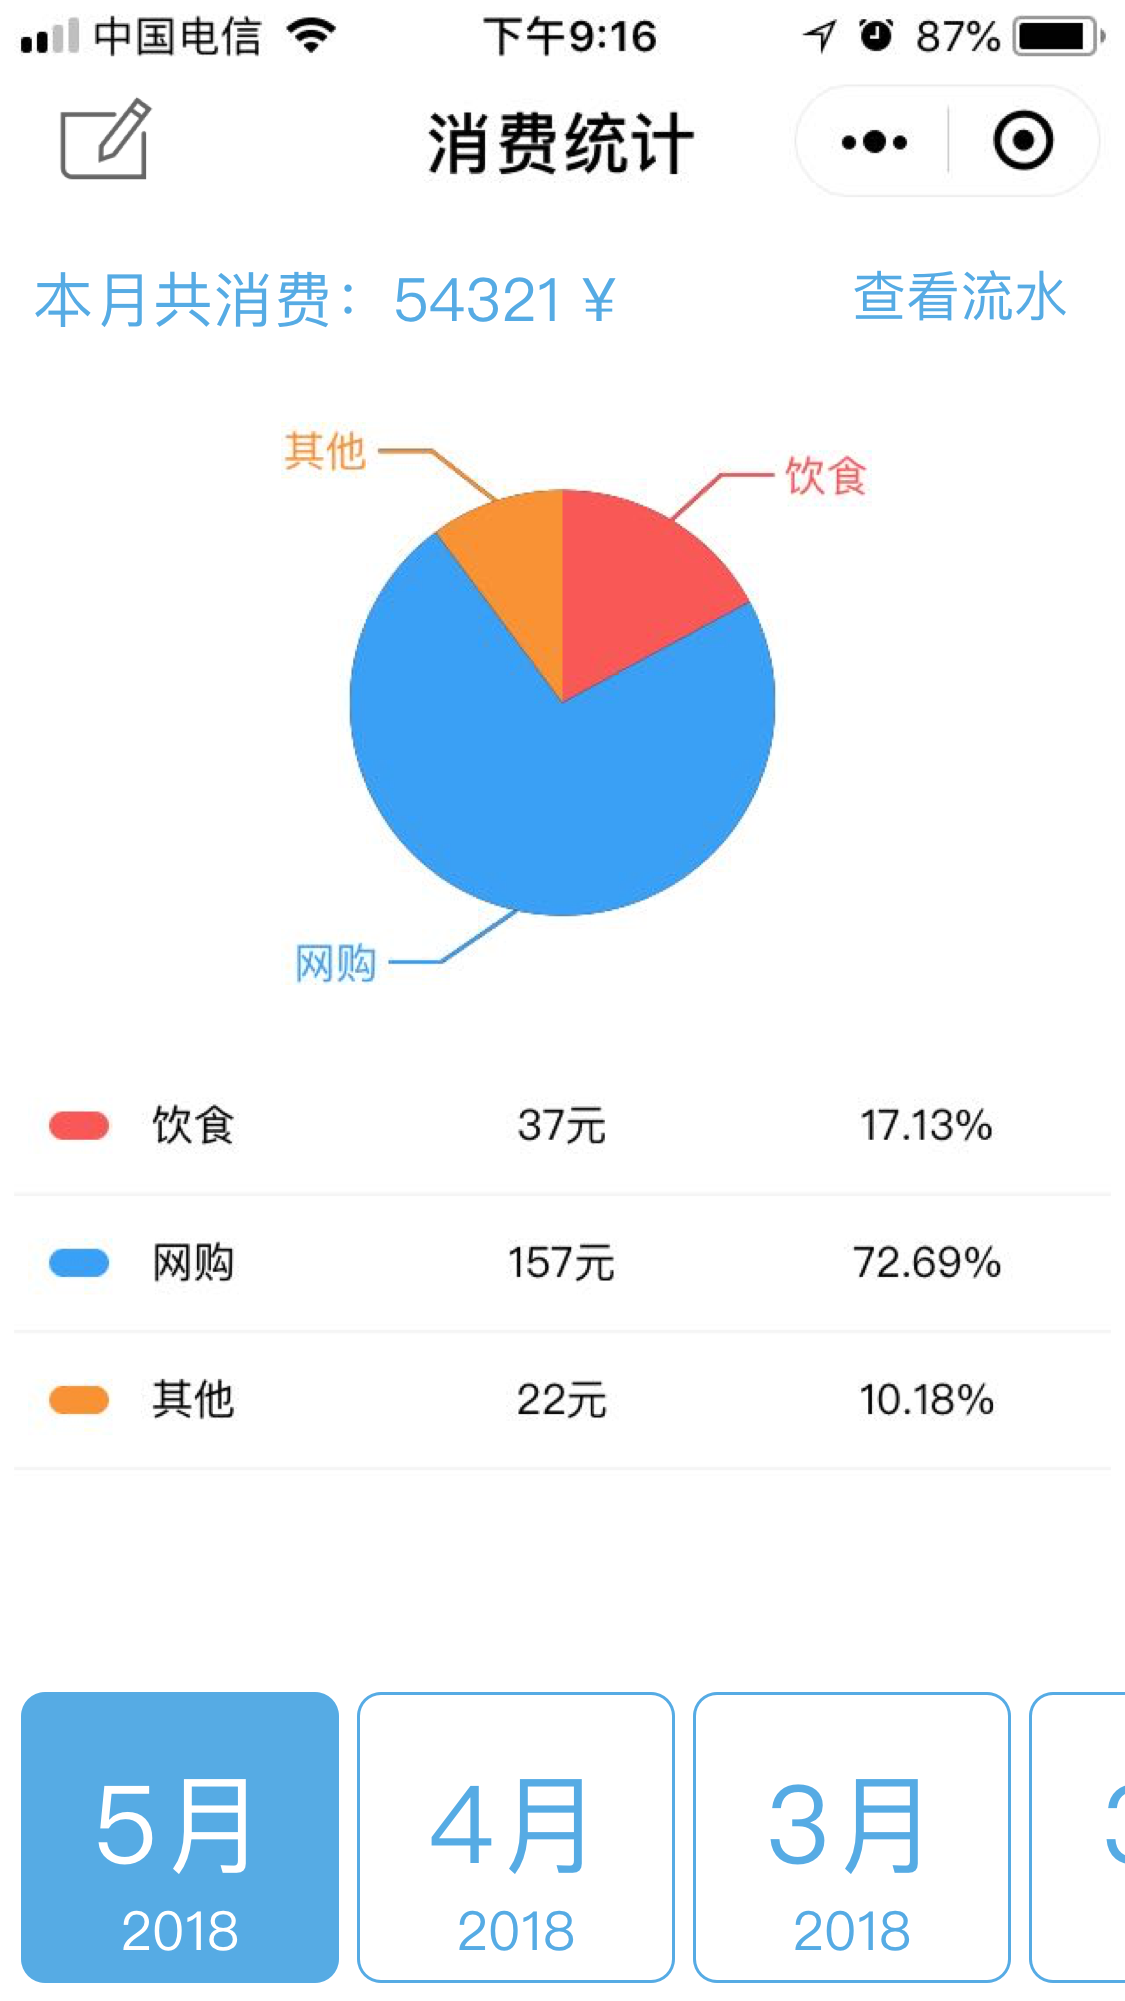 中国电信 下午9:16 87%
消费统计
本月共消费：54321 ¥ 查看流水
其他
饮食
网购
饮食 37元 17.13%
网购 157元 72.69%
其他 22元 10.18%
5月 4月 3月
2018 2018 2018